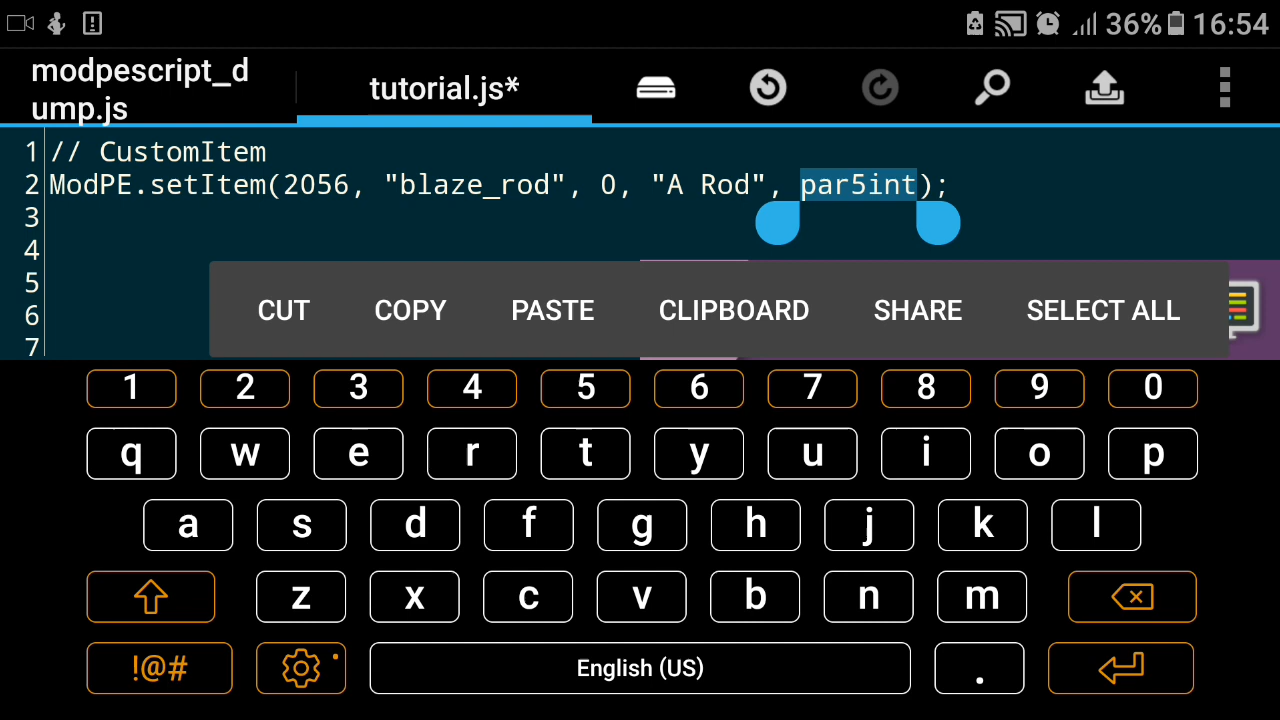 36% 16:54
modpescript_d
ump.js
tutorial.js*
1 // CustomItem
2 ModPE.setItem(2056, "blaze_rod", 0, "A Rod", par5int);
3
4
5
6
7
CUT COPY PASTE CLIPBOARD SHARE SELECT ALL
1 2 3 4 5 6 7 8 9 0
q w e r t y u i o p
a s d f g h j k l
z x c v b n m
!@# English (US) .